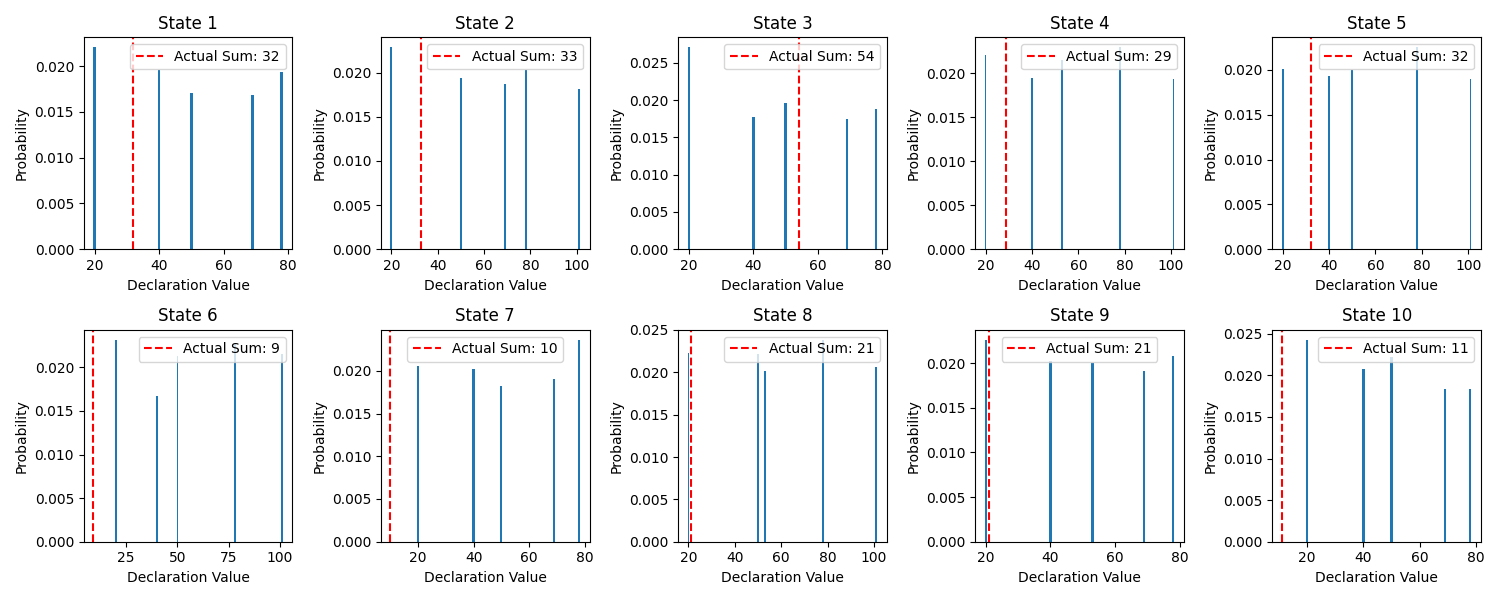 State 1
Actual Sum: 32
0.020
0.015
0.010
0.005
0.000
Probability
20 40 60 80
Declaration Value
State 2
Actual Sum: 33
0.020
0.015
0.010
0.005
0.000
Probability
20 40 60 80 100
Declaration Value
State 3
Actual Sum: 54
0.025
0.020
0.015
0.010
0.005
0.000
Probability
20 40 60 80
Declaration Value
State 4
Actual Sum: 29
0.020
0.015
0.010
0.005
0.000
Probability
20 40 60 80 100
Declaration Value
State 5
Actual Sum: 32
0.020
0.015
0.010
0.005
0.000
Probability
20 40 60 80 100
Declaration Value
State 6
Actual Sum: 9
0.020
0.015
0.010
0.005
0.000
Probability
25 50 75 100
Declaration Value
State 7
Actual Sum: 10
0.020
0.015
0.010
0.005
0.000
Probability
20 40 60 80
Declaration Value
State 8
Actual Sum: 21
0.025
0.020
0.015
0.010
0.005
0.000
Probability
20 40 60 80 100
Declaration Value
State 9
Actual Sum: 21
0.020
0.015
0.010
0.005
0.000
Probability
20 40 60 80
Declaration Value
State 10
Actual Sum: 11
0.025
0.020
0.015
0.010
0.005
0.000
Probability
20 40 60 80
Declaration Value